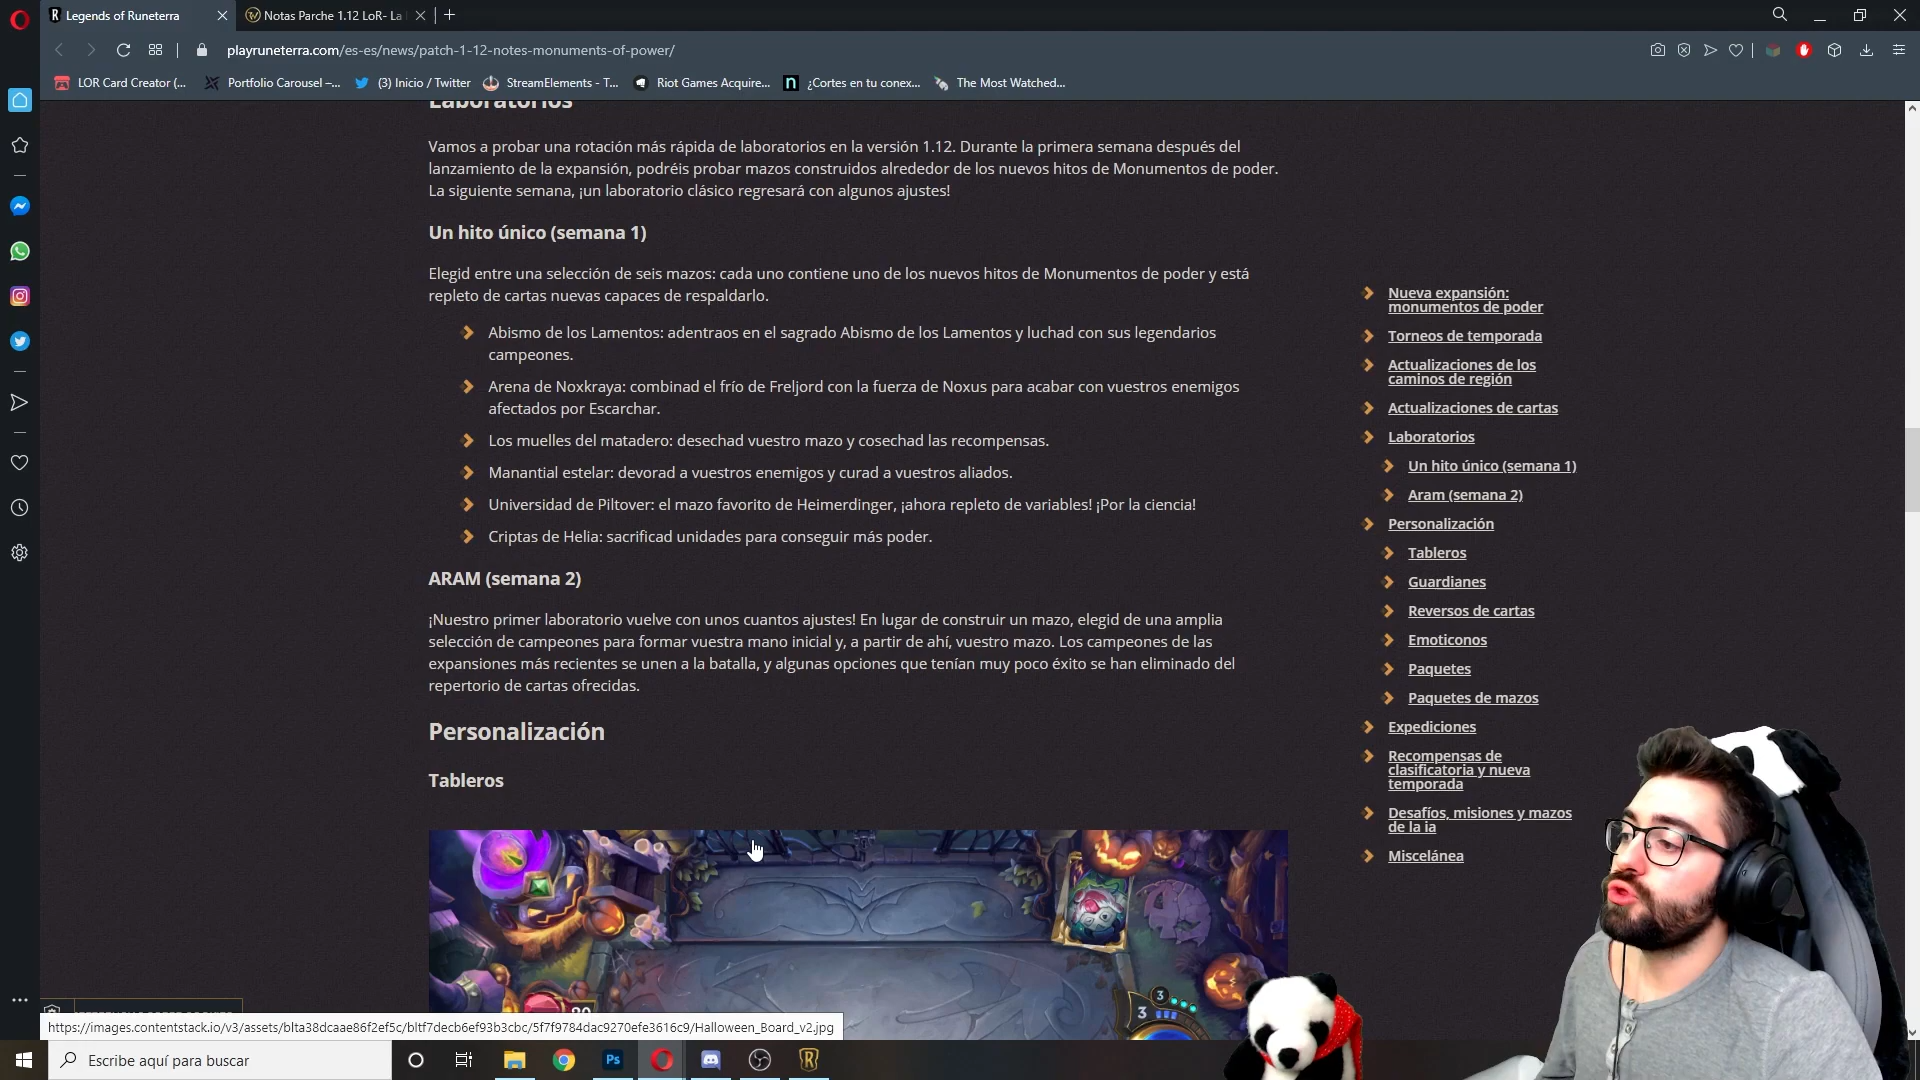 Legends of Runeterra
Notas Parche 1.12 LoR- La
playruneterra.com/es-es/news/patch-1-12-notes-monuments-of-power/
LOR Card Creator (...
Portfolio Carousel –...
(3) Inicio / Twitter
StreamElements - T...
Riot Games Acquire...
¿Cortes en tu conex...
The Most Watched...
Laboratorios
Vamos a probar una rotación más rápida de laboratorios en la versión 1.12. Durante la primera semana después del
lanzamiento de la expansión, podréis probar mazos construidos alrededor de los nuevos hitos de Monumentos de poder.
La siguiente semana, ¡un laboratorio clásico regresará con algunos ajustes!
Un hito único (semana 1)
Elegid entre una selección de seis mazos: cada uno contiene uno de los nuevos hitos de Monumentos de poder y está
repleto de cartas nuevas capaces de respaldarlo.
Abismo de los Lamentos: adentraos en el sagrado Abismo de los Lamentos y luchad con sus legendarios
campeones.
Arena de Noxkraya: combinad el frío de Freljord con la fuerza de Noxus para acabar con vuestros enemigos
afectados por Escarchar.
Los muelles del matadero: desechad vuestro mazo y cosechad las recompensas.
Manantial estelar: devorad a vuestros enemigos y curad a vuestros aliados.
Universidad de Piltover: el mazo favorito de Heimerdinger, ¡ahora repleto de variables! ¡Por la ciencia!
Criptas de Helia: sacrificad unidades para conseguir más poder.
ARAM (semana 2)
¡Nuestro primer laboratorio vuelve con unos cuantos ajustes! En lugar de construir un mazo, elegid de una amplia
selección de campeones para formar vuestra mano inicial y, a partir de ahí, vuestro mazo. Los campeones de las
expansiones más recientes se unen a la batalla, y algunas opciones que tenían muy poco éxito se han eliminado del
repertorio de cartas ofrecidas.
Personalización
Tableros
3
3
Nueva expansión:
monumentos de poder
Torneos de temporada
Actualizaciones de los
caminos de región
Actualizaciones de cartas
Laboratorios
Un hito único (semana 1)
Aram (semana 2)
Personalización
Tableros
Guardianes
Reversos de cartas
Emoticonos
Paquetes
Paquetes de mazos
Expediciones
Recompensas de
clasificatoria y nueva
temporada
Desafíos, misiones y mazos
de la ia
Miscelánea
https://images.contentstack.io/v3/assets/blta38dcaae86f2ef5c/bltf7decb6ef93b3cbc/5f7f9784dac9270efe3616c9/Halloween_Board_v2.jpg
Escribe aquí para buscar
Ps